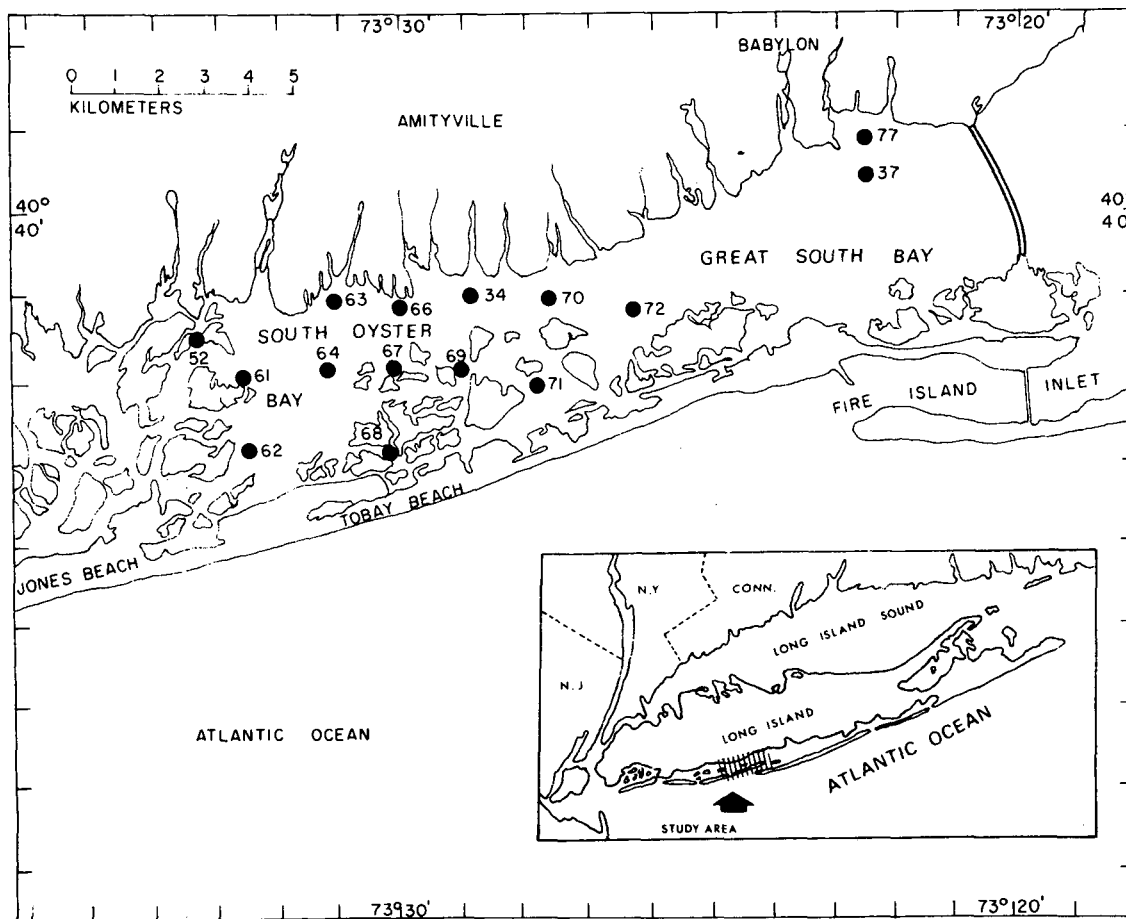 73°30'
73°20'
BABYLON
0 1 2 3 4 5
KILOMETERS
AMITYVILLE
77
37
40°
40'
40
40
GREAT SOUTH BAY
63
66
34
70
72
SOUTH OYSTER
52
64
67
69
61
71
BAY
FIRE ISLAND INLET
68
62
TOBAY BEACH
JONES BEACH
N.Y
CONN.
LONG ISLAND SOUND
N.J
LONG ISLAND
ATLANTIC OCEAN
ATLANTIC OCEAN
STUDY AREA
73°30'
73°20'